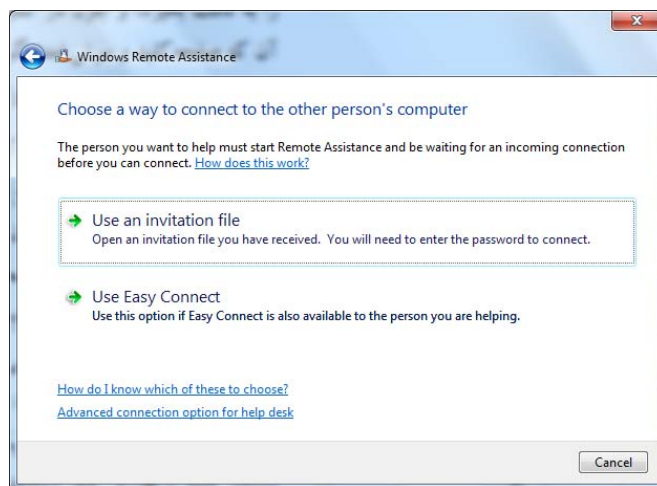 Windows Remote Assistance
Choose a way to connect to the other person's computer
The person you want to help must start Remote Assistance and be waiting for an incoming connection
before you can connect. How does this work?
Use an invitation file
Open an invitation file you have received. You will need to enter the password to connect.
Use Easy Connect
Use this option if Easy Connect is also available to the person you are helping.
How do I know which of these to choose?
Advanced connection option for help desk
Cancel